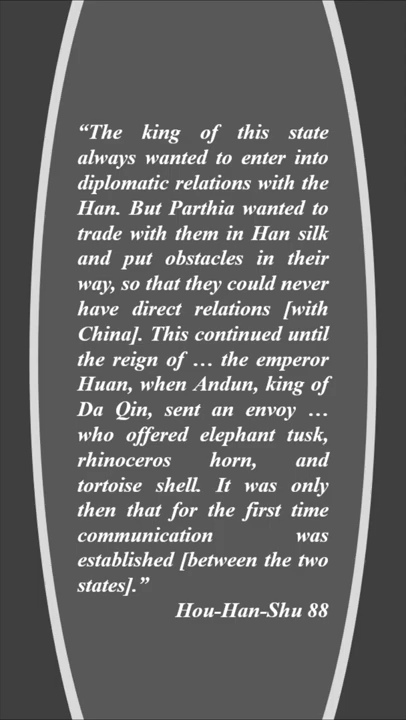 “The king of this state
always wanted to enter into
diplomatic relations with the
Han. But Parthia wanted to
trade with them in Han silk
and put obstacles in their
way, so that they could never
have direct relations [with
China]. This continued until
the reign of … the emperor
Huan, when Andun, king of
Da Qin, sent an envoy …
who offered elephant tusk,
rhinoceros horn, and
tortoise shell. It was only
then that for the first time
communication was
established [between the two
states].”
Hou-Han-Shu 88